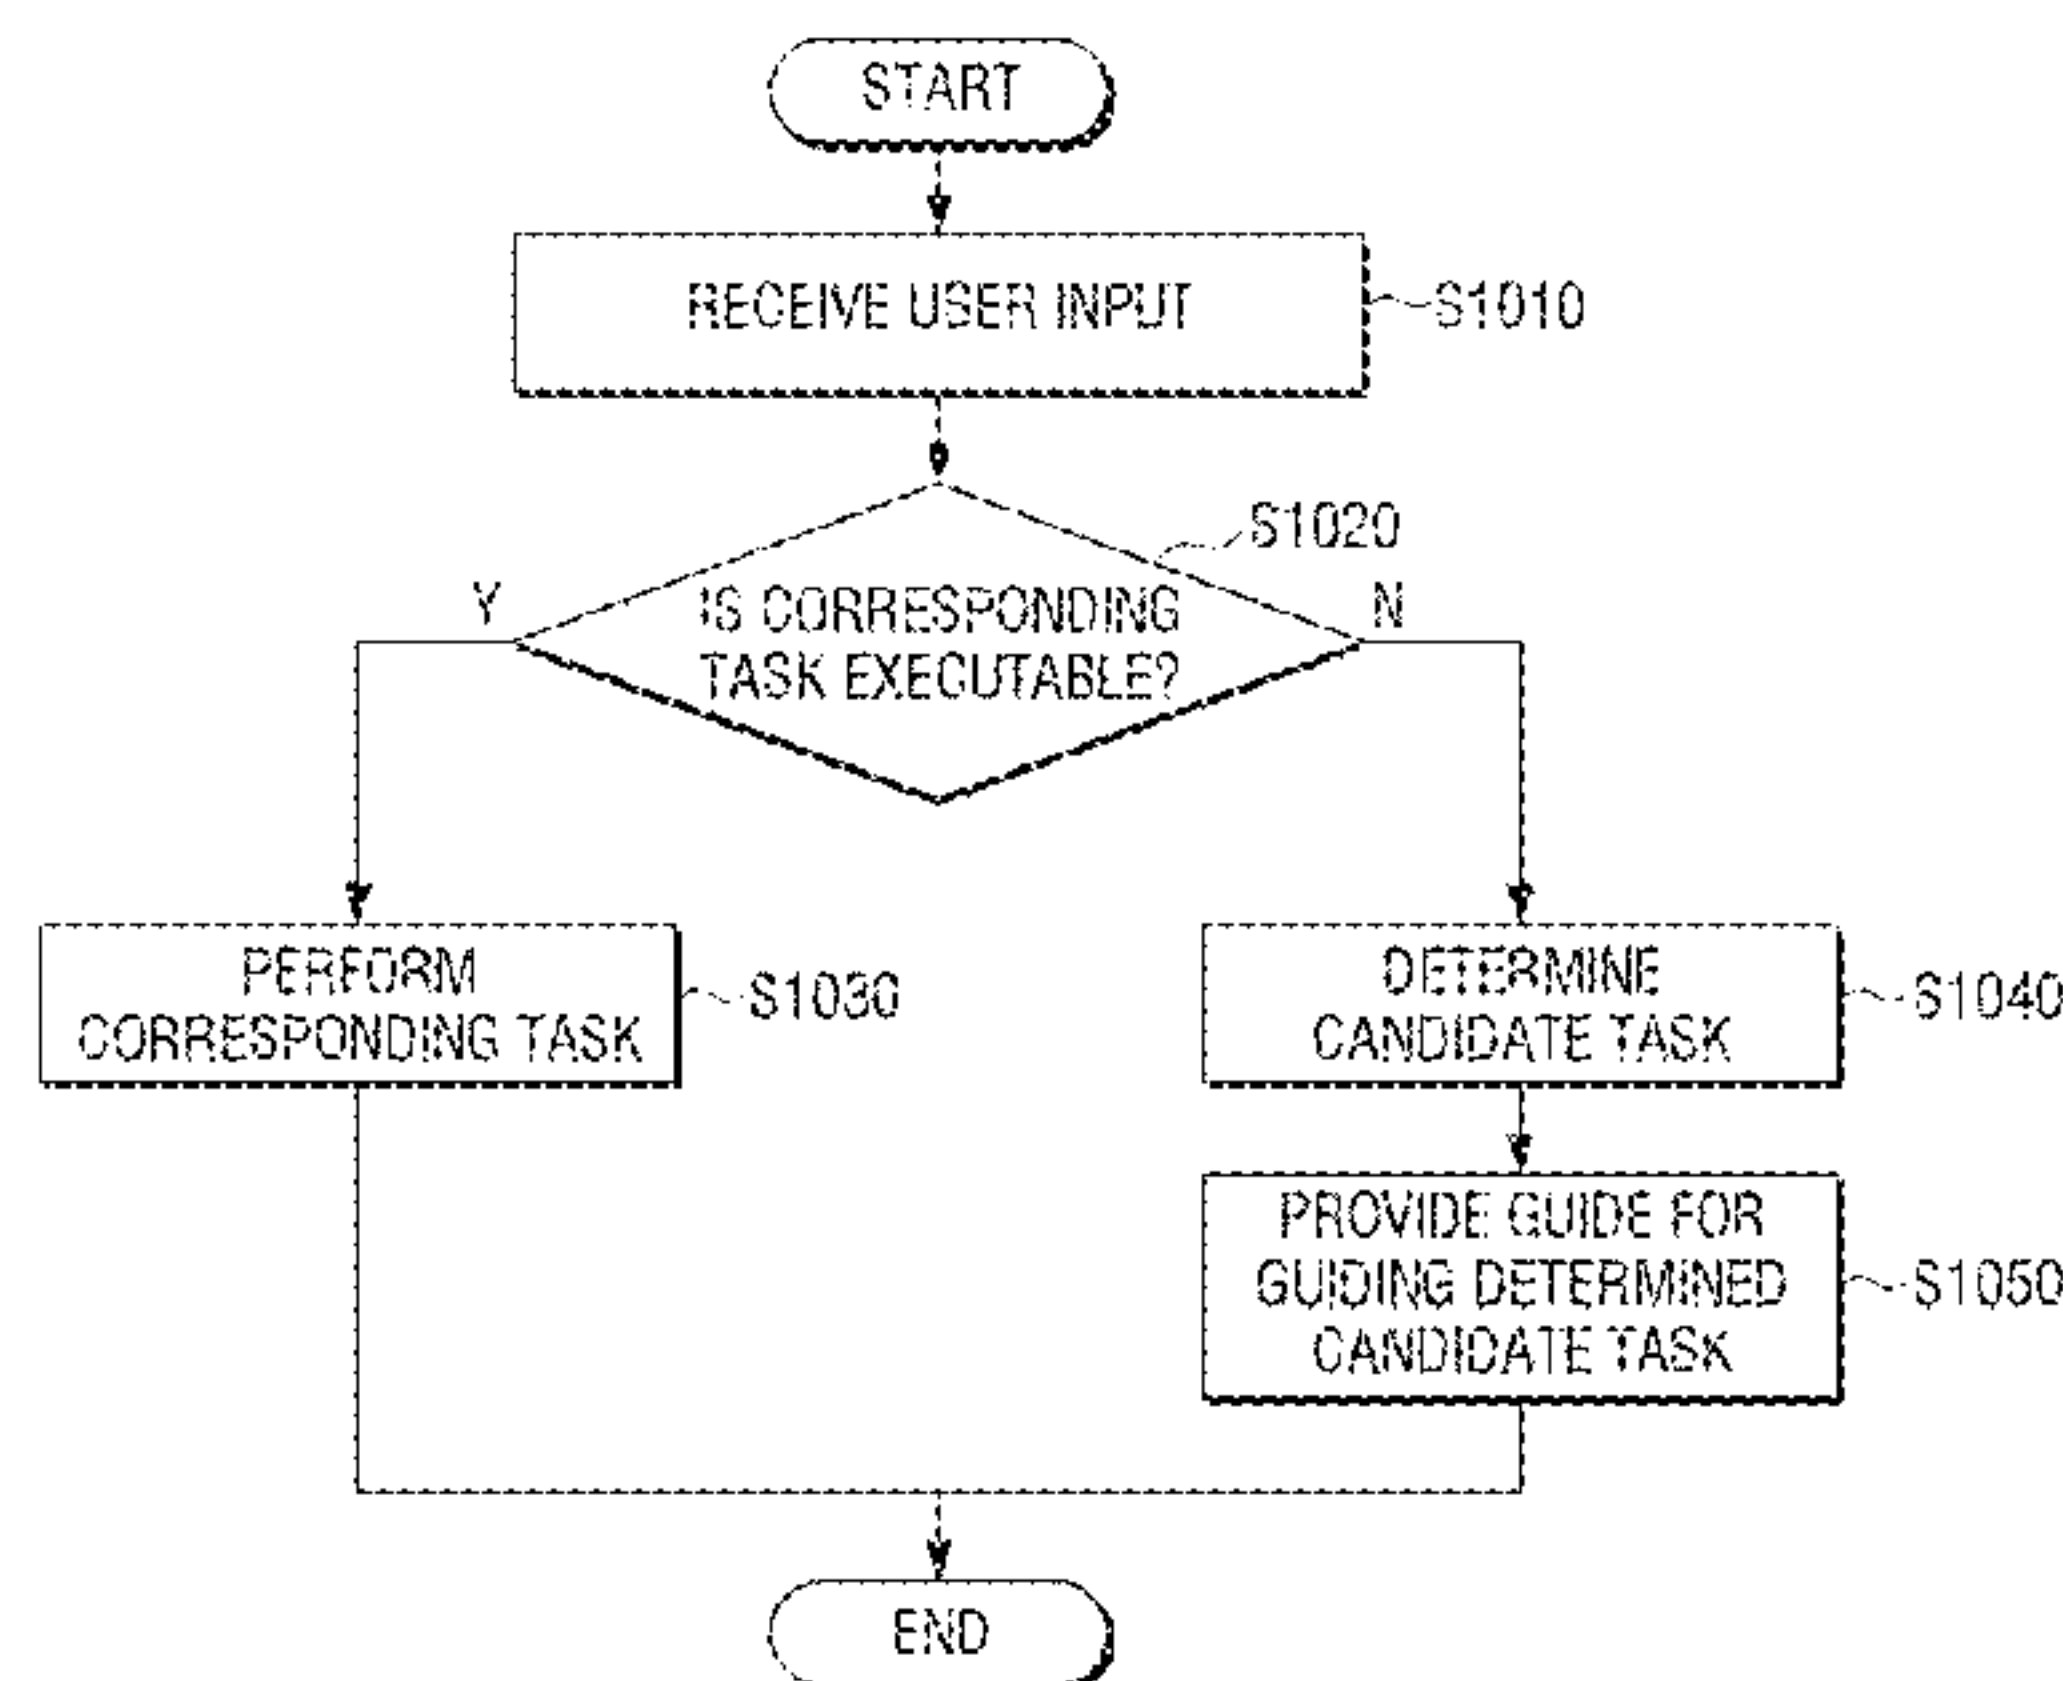 START
RECEIVE USER INPUT
S1010
S1020
Y
N
IS CORRESPONDING
TASK EXECUTABLE?
PERFORM
CORRESPONDING TASK
S1030
DETERMINE
CANDIDATE TASK
S1040
PROVIDE GUIDE FOR
GUIDING DETERMINED
CANDIDATE TASK
S1050
END